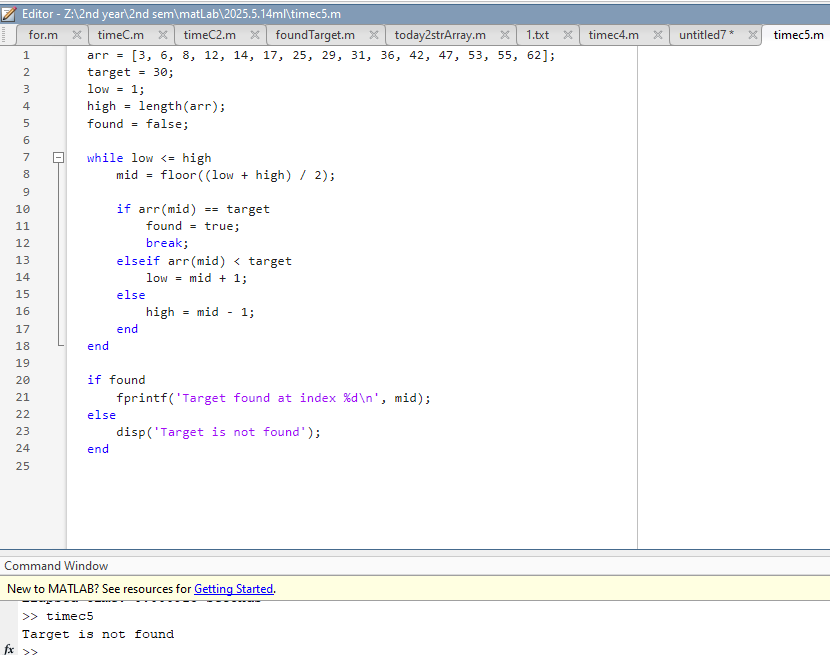 Editor - Z:\2nd year\2nd sem\matLab\2025.5.14ml\timec5.m
for.m timeC.m timeC2.m foundTarget.m today2strArray.m 1.txt timec4.m untitled7* timec5.m
1 arr = [3, 6, 8, 12, 14, 17, 25, 29, 31, 36, 42, 47, 53, 55, 62];
2 target = 30;
3 low = 1;
4 high = length(arr);
5 found = false;
6
7 while low <= high
8 mid = floor((low + high) / 2);
9
10 if arr(mid) == target
11 found = true;
12 break;
13 elseif arr(mid) < target
14 low = mid + 1;
15 else
16 high = mid - 1;
17 end
18 end
19
20 if found
21 fprintf('Target found at index %d\n', mid);
22 else
23 disp('Target is not found');
24 end
25
Command Window
New to MATLAB? See resources for Getting Started.
>> timec5
Target is not found
fx >>